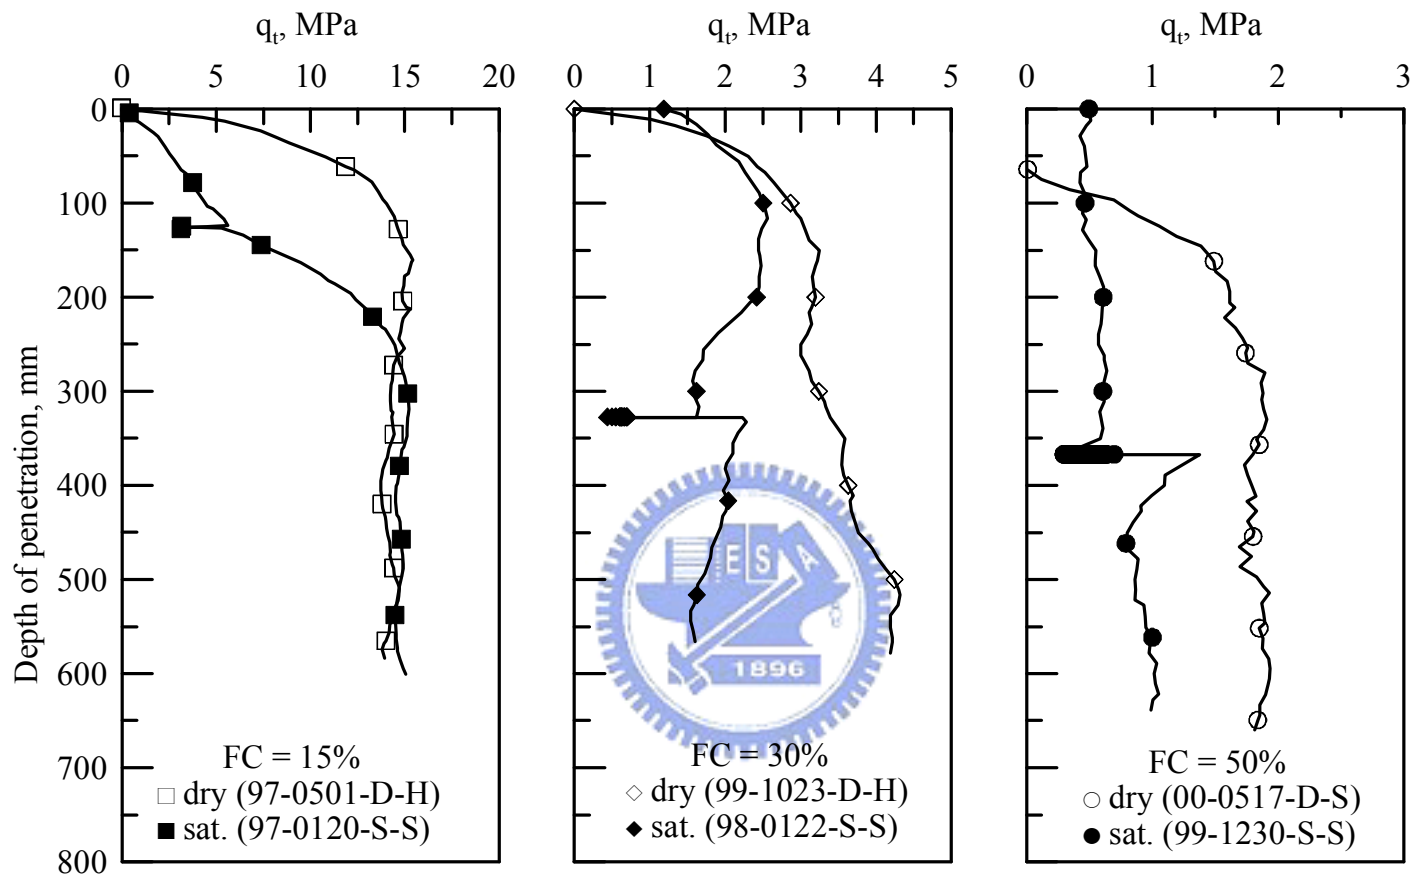 qt, MPa
0 5 10 15 20
0
100
200
300
400
500
600
700
800
Depth of penetration, mm
FC = 15%
dry (97-0501-D-H)
sat. (97-0120-S-S)
qt, MPa
0 1 2 3 4 5
E S A
1896
FC = 30%
dry (99-1023-D-H)
sat. (98-0122-S-S)
qt, MPa
0 1 2 3
FC = 50%
dry (00-0517-D-S)
sat. (99-1230-S-S)